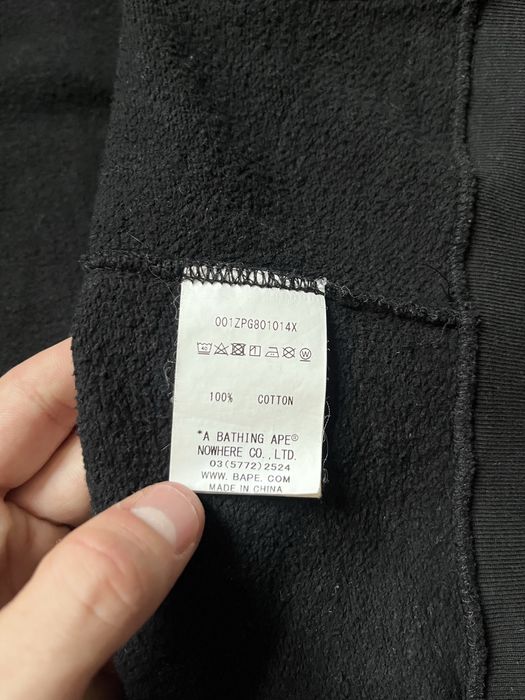 001ZPG801014X
100% COTTON
*A BATHING APE®
NOWHERE CO.,LTD.
03(5772)2524
WWW.BAPE.COM
MADE IN CHINA